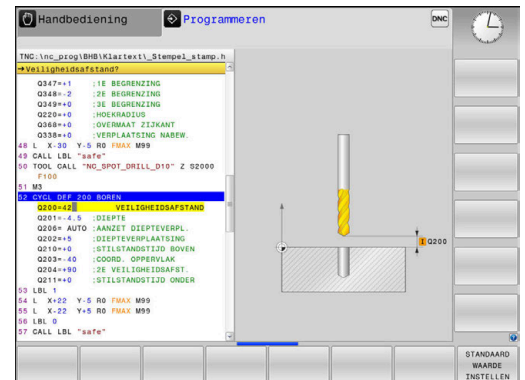 Handbediening
Programmeren
DNC
TNC:\nc_prog\BHB\Klartext\_Stempel_stamp.h
→Veiligheidsafstand?
Q347=+1 ;1E BEGRENZING
Q348=-2 ;2E BEGRENZING
Q349=+0 ;3E BEGRENZING
Q220=+0 ;HOEKRADIUS
Q368=+0 ;OVERMAAT ZIJKANT
Q338=+0 ;VERPLAATSING NABEW.
48 L X-30 Y-5 R0 FMAX M99
49 CALL LBL "safe"
50 TOOL CALL "NC_SPOT_DRILL_D10" Z S2000
F100
51 M3
52 CYCL DEF 200 BOREN
Q200=42 VEILIGHEIDSAFSTAND
Q201=-4.5 ;DIEPTE
Q206= AUTO ;AANZET DIEPTEVERPL.
Q202=+5 ;DIEPTEVERPLAATSING
Q210=+0 ;STILSTANDSTIJD BOVEN
Q203=-40 ;COORD. OPPERVLAK
Q204=+90 ;2E VEILIGHEIDSAFST.
Q211=+0 ;STILSTANDSTIJD ONDER
53 LBL 1
54 L X+22 Y-5 R0 FMAX M99
55 L X-22 Y+5 R0 FMAX M99
56 LBL 0
57 CALL LBL "safe"
I Q200
STANDAARD
WAARDE
INSTELLEN